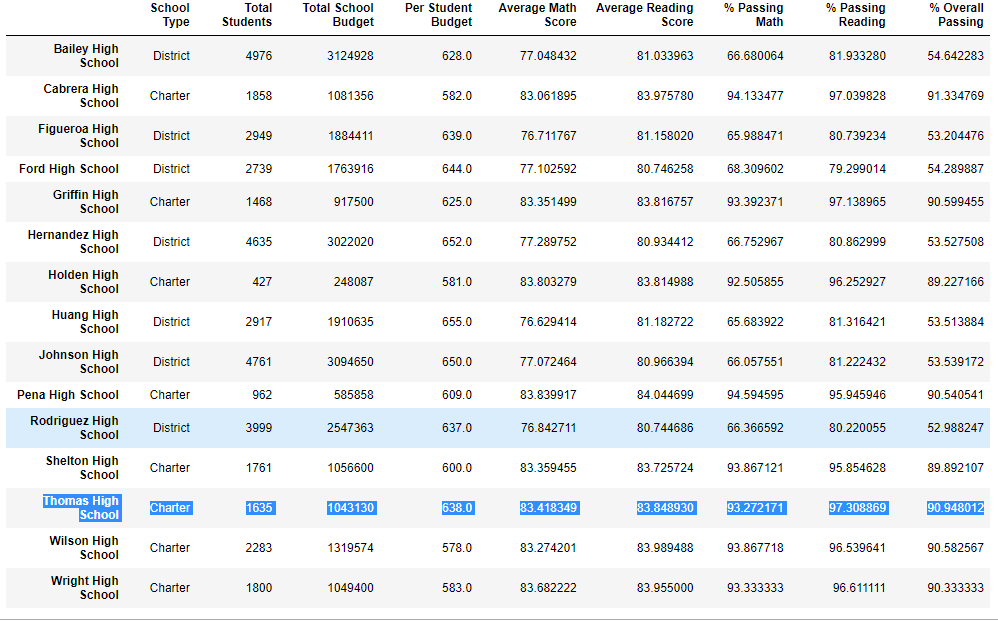 School Type Total Students Total School Budget Per Student Budget Average Math Score Average Reading Score % Passing Math % Passing Reading % Overall Passing
Bailey High School District 4976 3124928 628.0 77.048432 81.033963 66.680064 81.933280 54.642283
Cabrera High School Charter 1858 1081356 582.0 83.061895 83.975780 94.133477 97.039828 91.334769
Figueroa High School District 2949 1884411 639.0 76.711767 81.158020 65.988471 80.739234 53.204476
Ford High School District 2739 1763916 644.0 77.102592 80.746258 68.309602 79.299014 54.289887
Griffin High School Charter 1468 917500 625.0 83.351499 83.816757 93.392371 97.138965 90.599455
Hernandez High School District 4635 3022020 652.0 77.289752 80.934412 66.752967 80.862999 53.527508
Holden High School Charter 427 248087 581.0 83.803279 83.814988 92.505855 96.252927 89.227166
Huang High School District 2917 1910635 655.0 76.629414 81.182722 65.683922 81.316421 53.513884
Johnson High School District 4761 3094650 650.0 77.072464 80.966394 66.057551 81.222432 53.539172
Pena High School Charter 962 585858 609.0 83.839917 84.044699 94.594595 95.945946 90.540541
Rodriguez High School District 3999 2547363 637.0 76.842711 80.744686 66.366592 80.220055 52.988247
Shelton High School Charter 1761 1056600 600.0 83.359455 83.725724 93.867121 95.854628 89.892107
Thomas High School Charter 1635 1043130 638.0 83.418349 83.848930 93.272171 97.308869 90.948012
Wilson High School Charter 2283 1319574 578.0 83.274201 83.989488 93.867718 96.539641 90.582567
Wright High School Charter 1800 1049400 583.0 83.682222 83.955000 93.333333 96.611111 90.333333